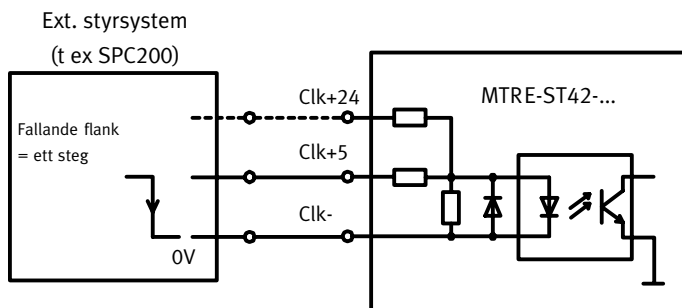 Ext. styrsystem
(t ex SPC200)
Clk+24
MTRE-ST42-...
Fallande flank
= ett steg
Clk+5
Clk-
0V